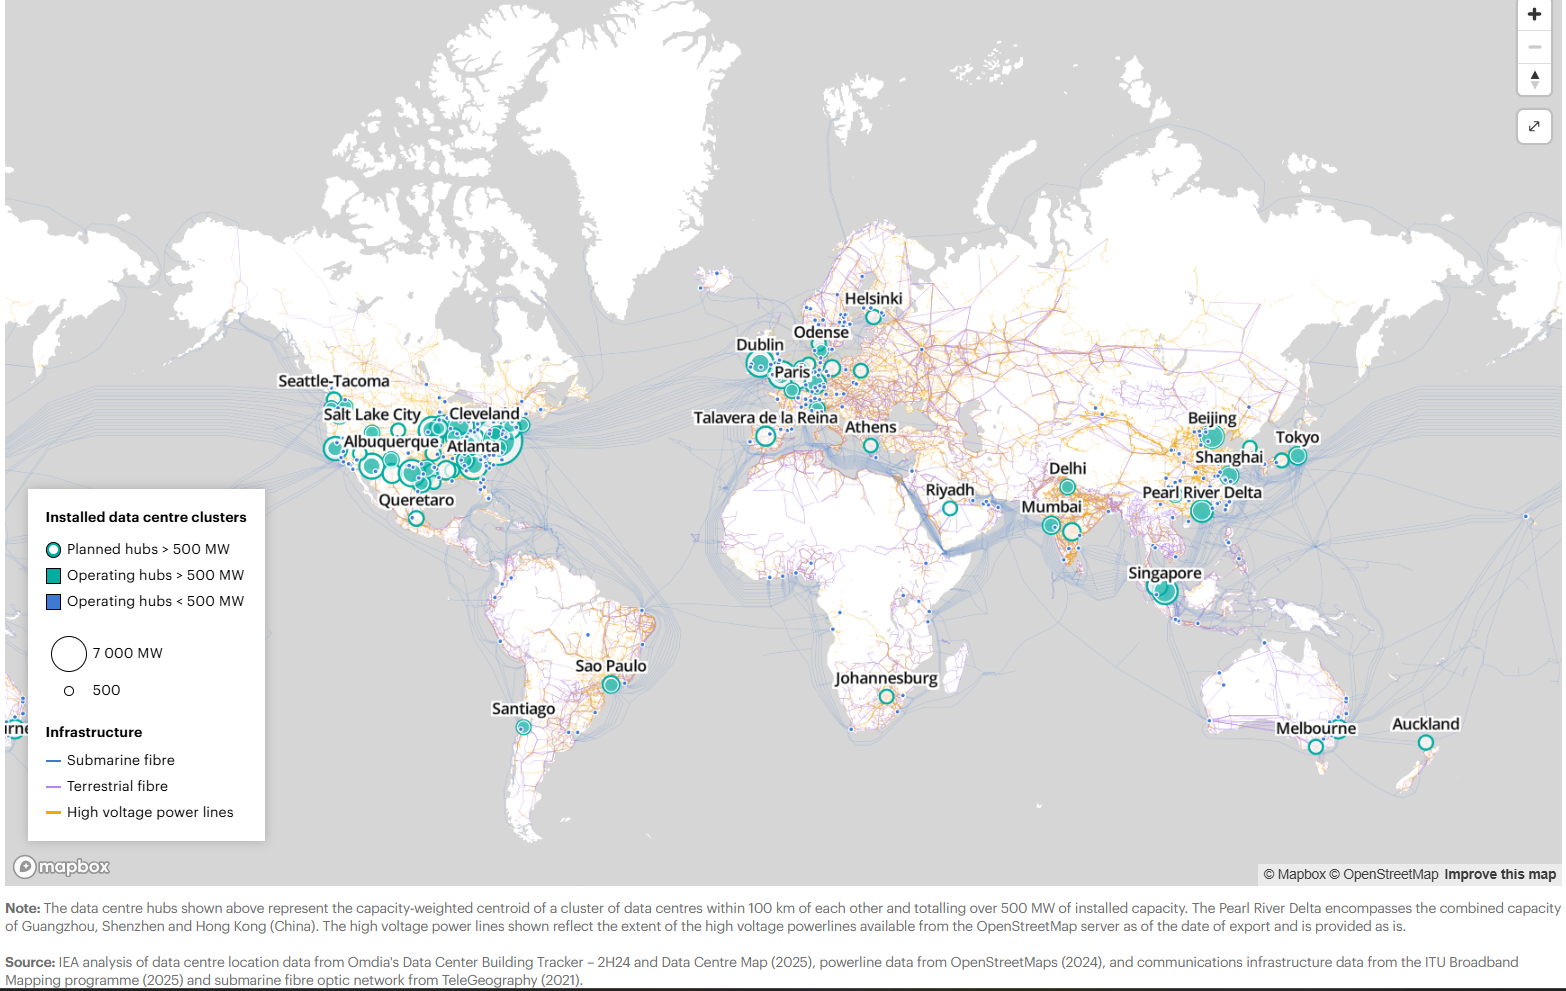 Helsinki
Odense
Dublin
Paris
Seattle-Tacoma
Salt Lake City
Cleveland
Talavera de la Reina
Athens
Beijing
Tokyo
Albuquerque
Atlanta
Shanghai
Delhi
Riyadh
Pearl River Delta
Queretaro
Mumbai
Singapore
Sao Paulo
Johannesburg
Santiago
Melbourne
Auckland
urne
Installed data centre clusters
Planned hubs > 500 MW
Operating hubs > 500 MW
Operating hubs < 500 MW
7 000 MW
500
Infrastructure
Submarine fibre
Terrestrial fibre
High voltage power lines
mapbox
© Mapbox © OpenStreetMap Improve this map
Note: The data centre hubs shown above represent the capacity-weighted centroid of a cluster of data centres within 100 km of each other and totalling over 500 MW of installed capacity. The Pearl River Delta encompasses the combined capacity
of Guangzhou, Shenzhen and Hong Kong (China). The high voltage power lines shown reflect the extent of the high voltage powerlines available from the OpenStreetMap server as of the date of export and is provided as is.
Source: IEA analysis of data centre location data from Omdia's Data Center Building Tracker – 2H24 and Data Centre Map (2025), powerline data from OpenStreetMaps (2024), and communications infrastructure data from the ITU Broadband
Mapping programme (2025) and submarine fibre optic network from TeleGeography (2021).